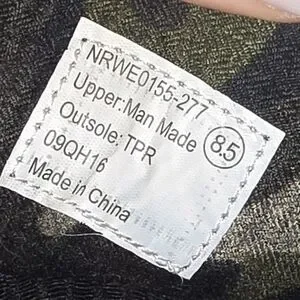 NRWE0155-277
Upper:Man Made
Outsole: TPR
8.5
09QH16
Made in China